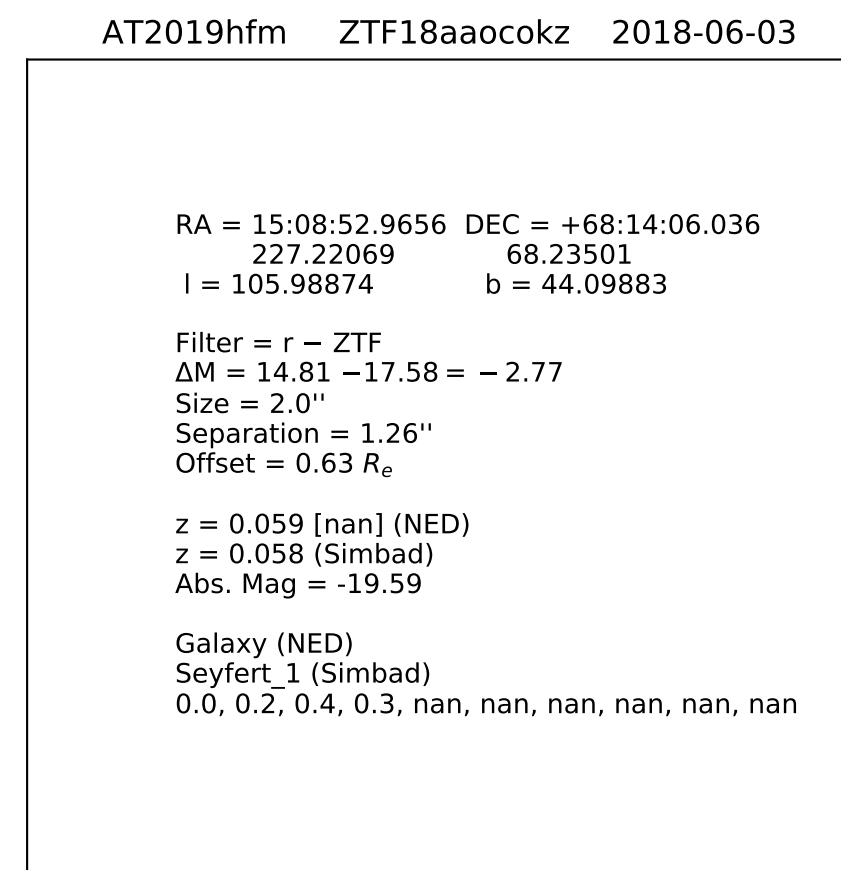 AT2019hfm ZTF18aaocokz 2018-06-03
RA = 15:08:52.9656 DEC = +68:14:06.036
227.22069 68.23501
l = 105.98874 b = 44.09883
Filter = r − ZTF
ΔM = 14.81 −17.58 = − 2.77
Size = 2.0''
Separation = 1.26''
Offset = 0.63 Re
z = 0.059 [nan] (NED)
z = 0.058 (Simbad)
Abs. Mag = -19.59
Galaxy (NED)
Seyfert_1 (Simbad)
0.0, 0.2, 0.4, 0.3, nan, nan, nan, nan, nan, nan